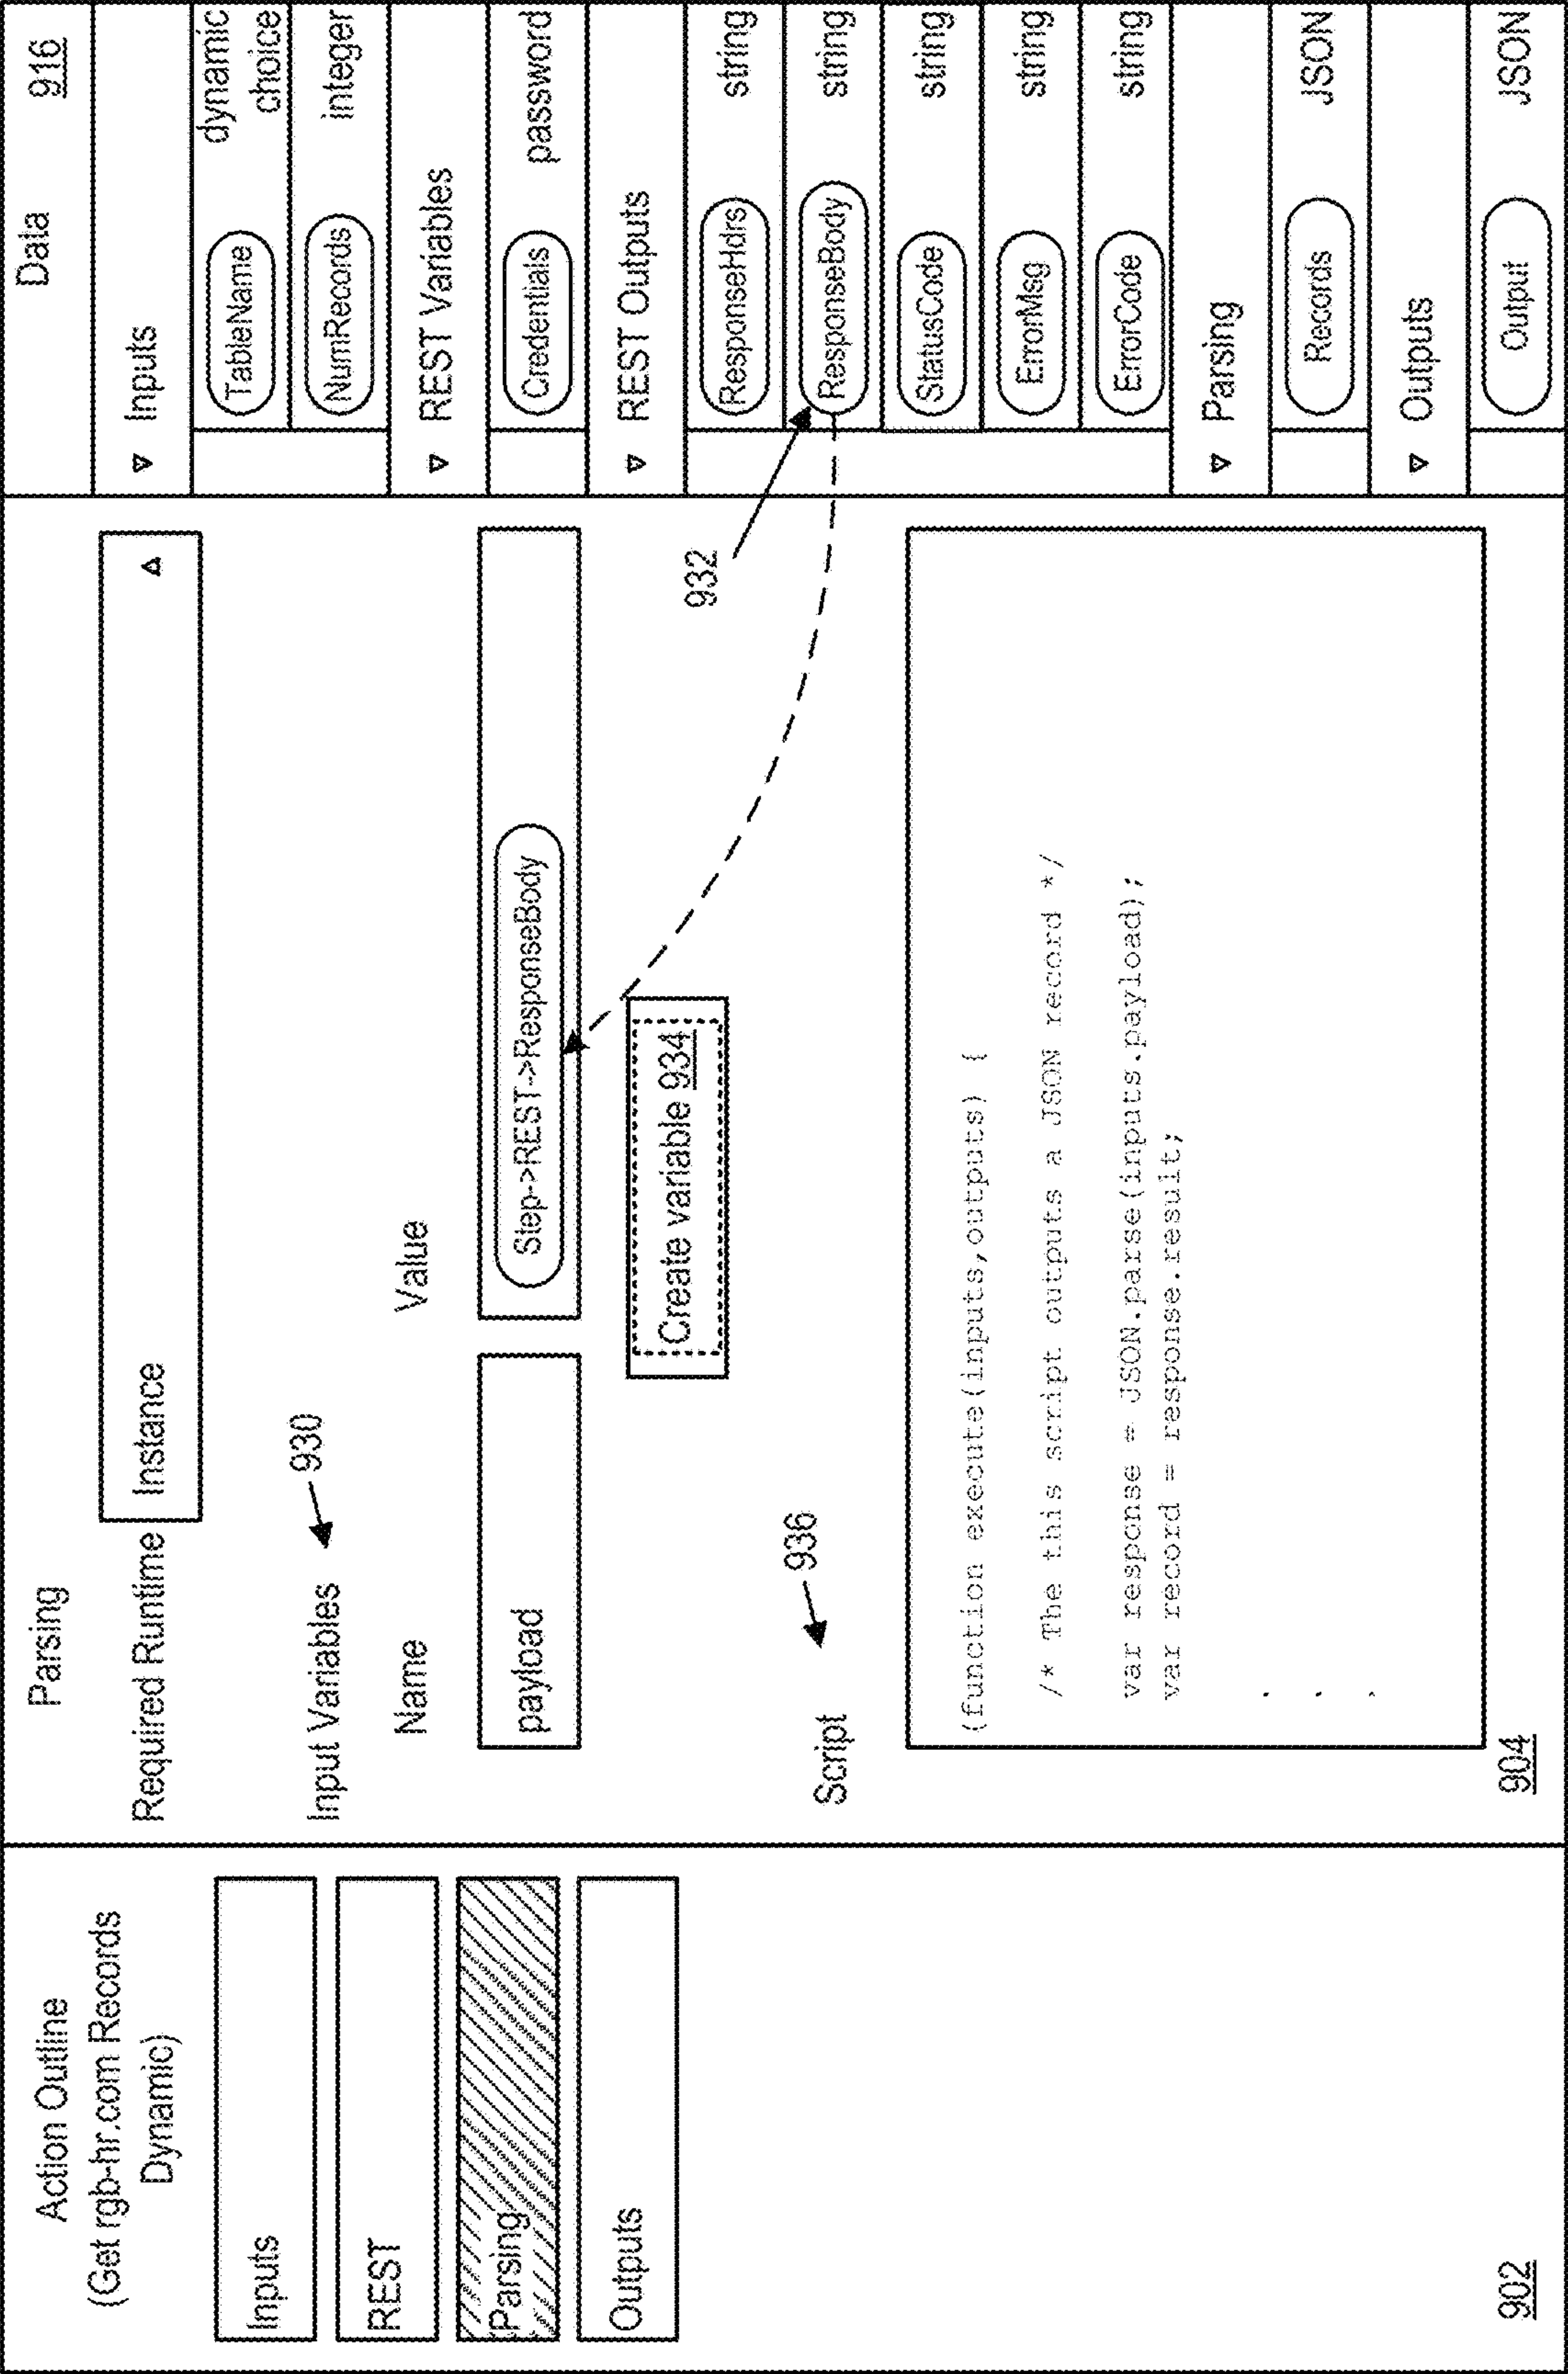 Action Outline
(Get rgb-hr.com Records
Dynamic)
Inputs
REST
Parsing
Outputs
902
Parsing
Required Runtime
Instance
Input Variables
930
Name
Value
payload
Step->REST->ResponseBody
Create variable 934
932
Script
936
(function execute(inputs,outputs) {
/* The this script outputs a JSON record */
var response = JSON.parse(inputs.payload);
var record = response.result;
.
.
.
904
Data 916
Inputs
TableName dynamic
choice
NumRecords integer
REST Variables
Credentials password
REST Outputs
ResponseHdrs string
ResponseBody string
StatusCode string
ErrorMsg string
ErrorCode string
Parsing
Records JSON
Outputs
Output JSON